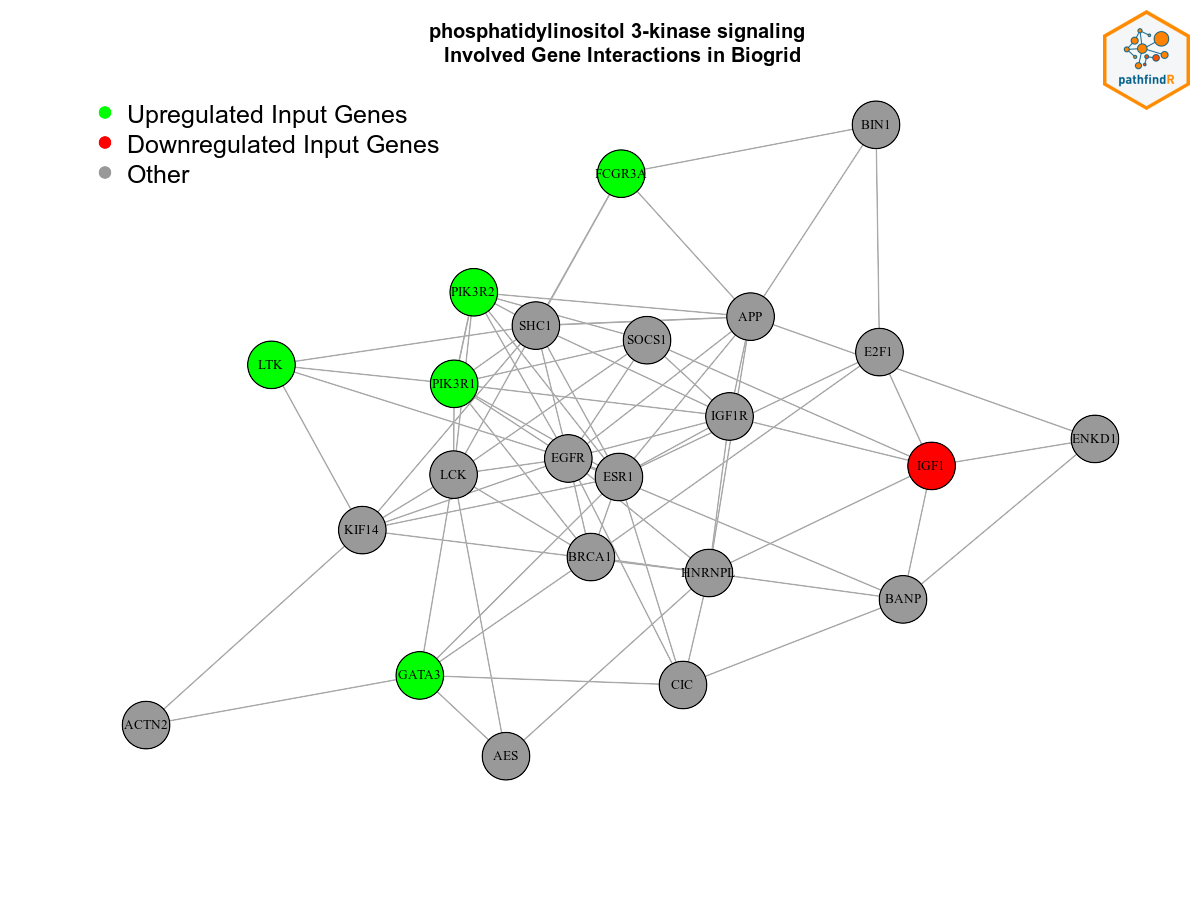 phosphatidylinositol 3-kinase signaling
Involved Gene Interactions in Biogrid
pathfindR
Upregulated Input Genes
Downregulated Input Genes
Other
BIN1
FCGR3A
PIK3R2
APP
SHC1
SOCS1
E2F1
LTK
PIK3R1
IGF1R
ENKD1
EGFR
IGF1
LCK
ESR1
KIF14
BRCA1
HNRNPL
BANP
GATA3
CIC
ACTN2
AES